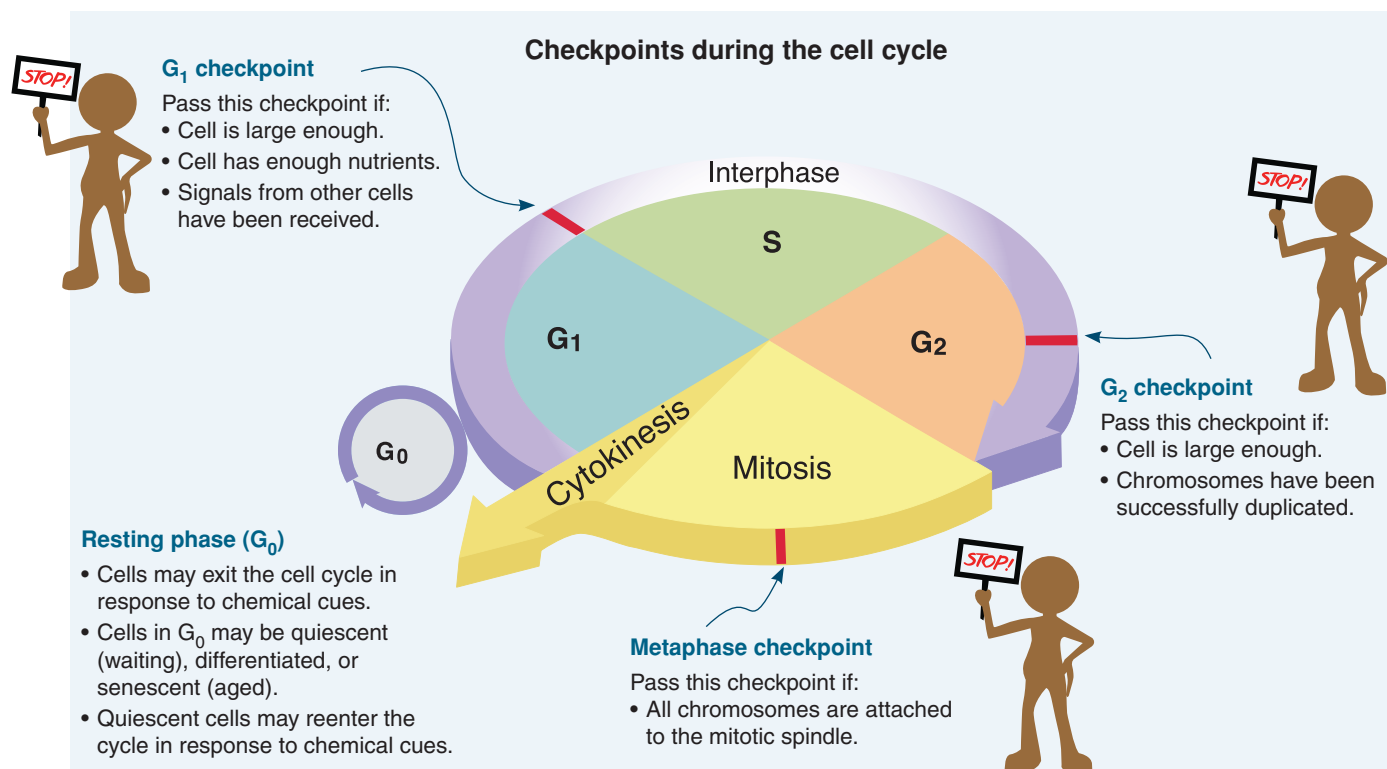 Checkpoints during the cell cycle
STOP!
G₁ checkpoint
Pass this checkpoint if:
• Cell is large enough.
• Cell has enough nutrients.
• Signals from other cells
have been received.
Interphase
STOP!
S
G₁
G₂
G₂ checkpoint
Pass this checkpoint if:
• Cell is large enough.
• Chromosomes have been
successfully duplicated.
G₀
Cytokinesis
Mitosis
Resting phase (G₀)
• Cells may exit the cell cycle in
response to chemical cues.
• Cells in G₀ may be quiescent
(waiting), differentiated, or
senescent (aged).
• Quiescent cells may reenter the
cycle in response to chemical cues.
STOP!
Metaphase checkpoint
Pass this checkpoint if:
• All chromosomes are attached
to the mitotic spindle.